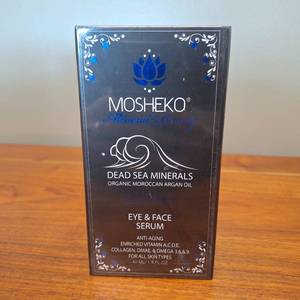 MOSHEKO®
DEAD SEA MINERALS
ORGANIC MOROCCAN ARGAN OIL
EYE & FACE
SERUM
ANTI-AGING
ENRICHED VITAMIN A,C,D,E,
COLLAGEN, DMAE, & OMEGA 3,6 & 9
FOR ALL SKIN TYPES